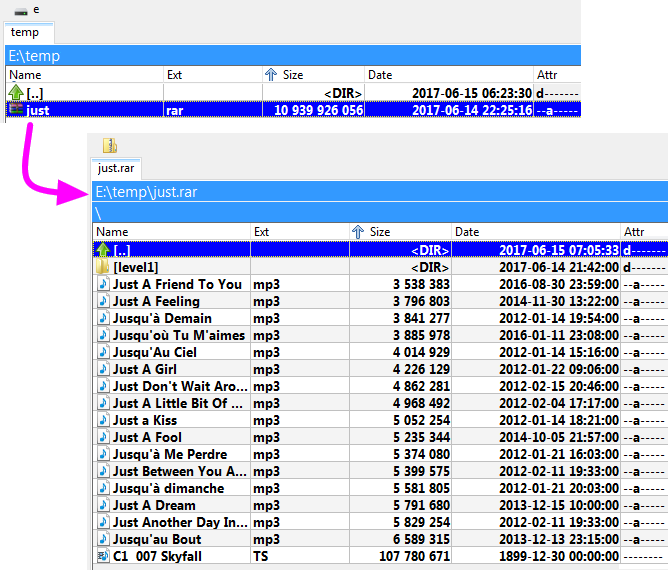 e
temp
E:\temp
Name Ext Size Date Attr
[..] <DIR> 2017-06-15 06:23:30 d-------
just rar 10 939 926 056 2017-06-14 22:25:16 --a-----
just.rar
E:\temp\just.rar
\
Name Ext Size Date Attr
[..] <DIR> 2017-06-15 07:05:33 d-------
[level1] <DIR> 2017-06-14 21:42:00 d-------
Just A Friend To You mp3 3 538 383 2016-08-30 23:59:00 --a-----
Just A Feeling mp3 3 796 803 2014-11-30 13:22:00 --a-----
Jusqu'à Demain mp3 3 841 277 2012-01-14 19:54:00 --a-----
Jusqu'où Tu M'aimes mp3 3 885 978 2016-01-11 23:08:00 --a-----
Jusqu'Au Ciel mp3 4 014 929 2012-01-14 15:16:00 --a-----
Just A Girl mp3 4 226 129 2012-01-22 09:06:00 --a-----
Just Don't Wait Aro... mp3 4 862 281 2012-02-15 20:46:00 --a-----
Just A Little Bit Of ... mp3 4 968 492 2012-02-04 17:17:00 --a-----
Just a Kiss mp3 5 052 254 2012-01-14 18:21:00 --a-----
Just A Fool mp3 5 235 344 2014-10-05 21:57:00 --a-----
Jusqu'à Me Perdre mp3 5 374 080 2012-01-21 16:03:00 --a-----
Just Between You A... mp3 5 399 575 2012-02-11 19:33:00 --a-----
Jusqu'à dimanche mp3 5 581 805 2012-01-21 20:03:00 --a-----
Just A Dream mp3 5 791 680 2013-12-15 10:00:00 --a-----
Just Another Day In... mp3 5 829 254 2012-02-11 19:33:00 --a-----
Jusqu'au Bout mp3 6 589 315 2013-12-13 23:15:00 --a-----
C1_007 Skyfall TS 107 780 671 1899-12-30 00:00:00 --------